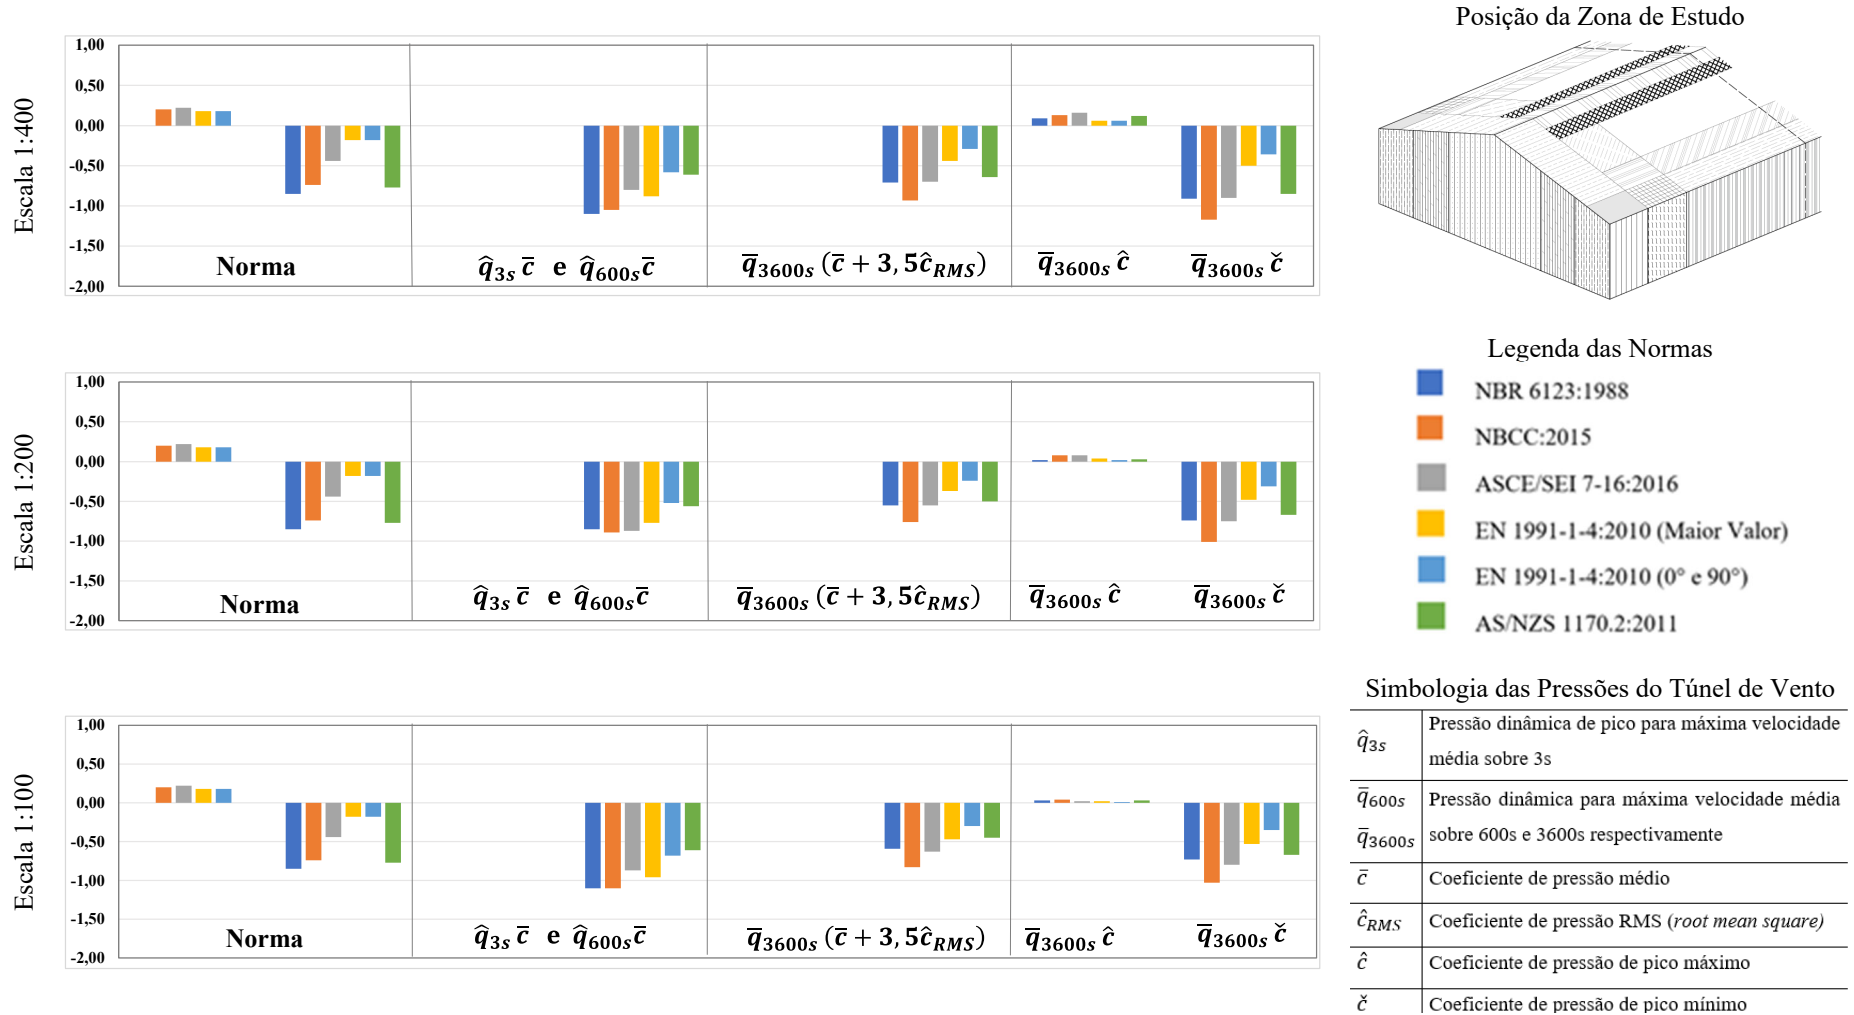 Posição da Zona de Estudo
Escala 1:400
1,00
0,50
0,00
-0,50
-1,00
-1,50
-2,00
Norma
q̂3s c̅ e q̂600s c̅
q̅3600s (c̅ + 3,5ĉRMS)
q̅3600s ĉ
q̅3600s č
Escala 1:200
1,00
0,50
0,00
-0,50
-1,00
-1,50
-2,00
Norma
q̂3s c̅ e q̂600s c̅
q̅3600s (c̅ + 3,5ĉRMS)
q̅3600s ĉ
q̅3600s č
Legenda das Normas
NBR 6123:1988
NBCC:2015
ASCE/SEI 7-16:2016
EN 1991-1-4:2010 (Maior Valor)
EN 1991-1-4:2010 (0° e 90°)
AS/NZS 1170.2:2011
Escala 1:100
1,00
0,50
0,00
-0,50
-1,00
-1,50
-2,00
Norma
q̂3s c̅ e q̂600s c̅
q̅3600s (c̅ + 3,5ĉRMS)
q̅3600s ĉ
q̅3600s č
Simbologia das Pressões do Túnel de Vento
q̂3s
Pressão dinâmica de pico para máxima velocidade
média sobre 3s
q̅600s
q̅3600s
Pressão dinâmica para máxima velocidade média
sobre 600s e 3600s respectivamente
c̅ Coeficiente de pressão médio
ĉRMS Coeficiente de pressão RMS (root mean square)
ĉ Coeficiente de pressão de pico máximo
č Coeficiente de pressão de pico mínimo